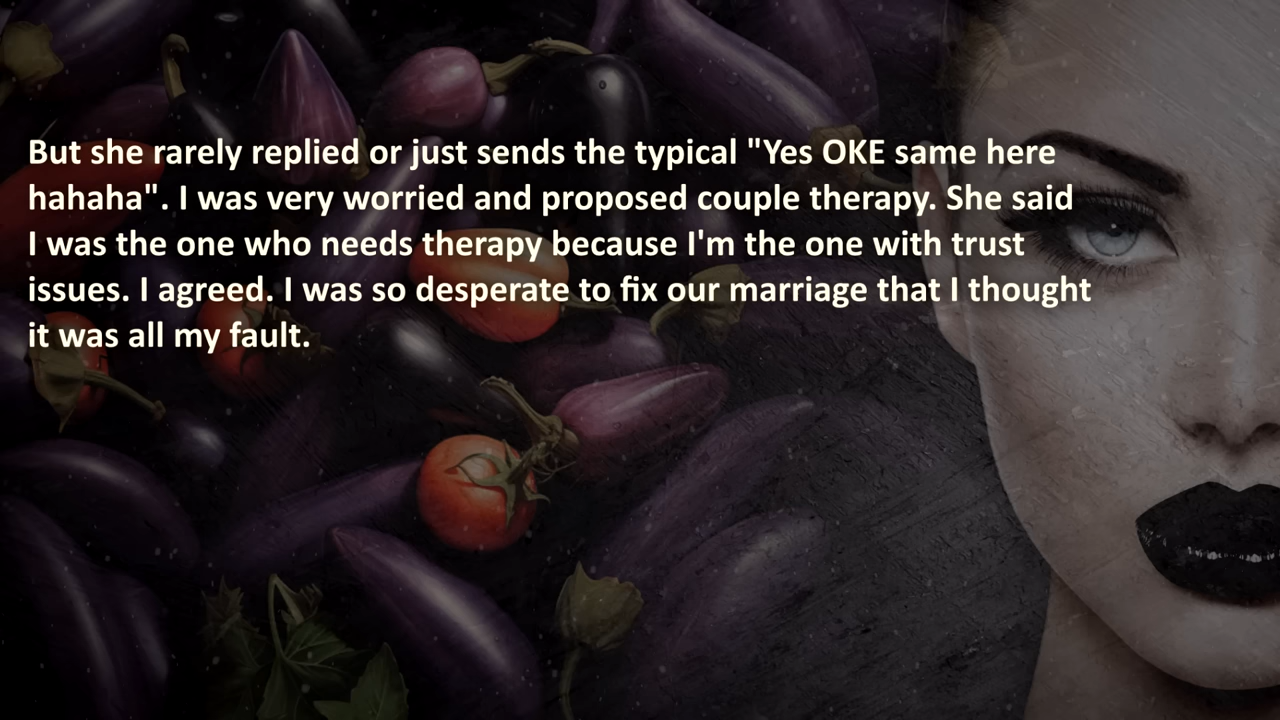 But she rarely replied or just sends the typical "Yes OKE same here
hahaha". I was very worried and proposed couple therapy. She said
I was the one who needs therapy because I'm the one with trust
issues. I agreed. I was so desperate to fix our marriage that I thought
it was all my fault.